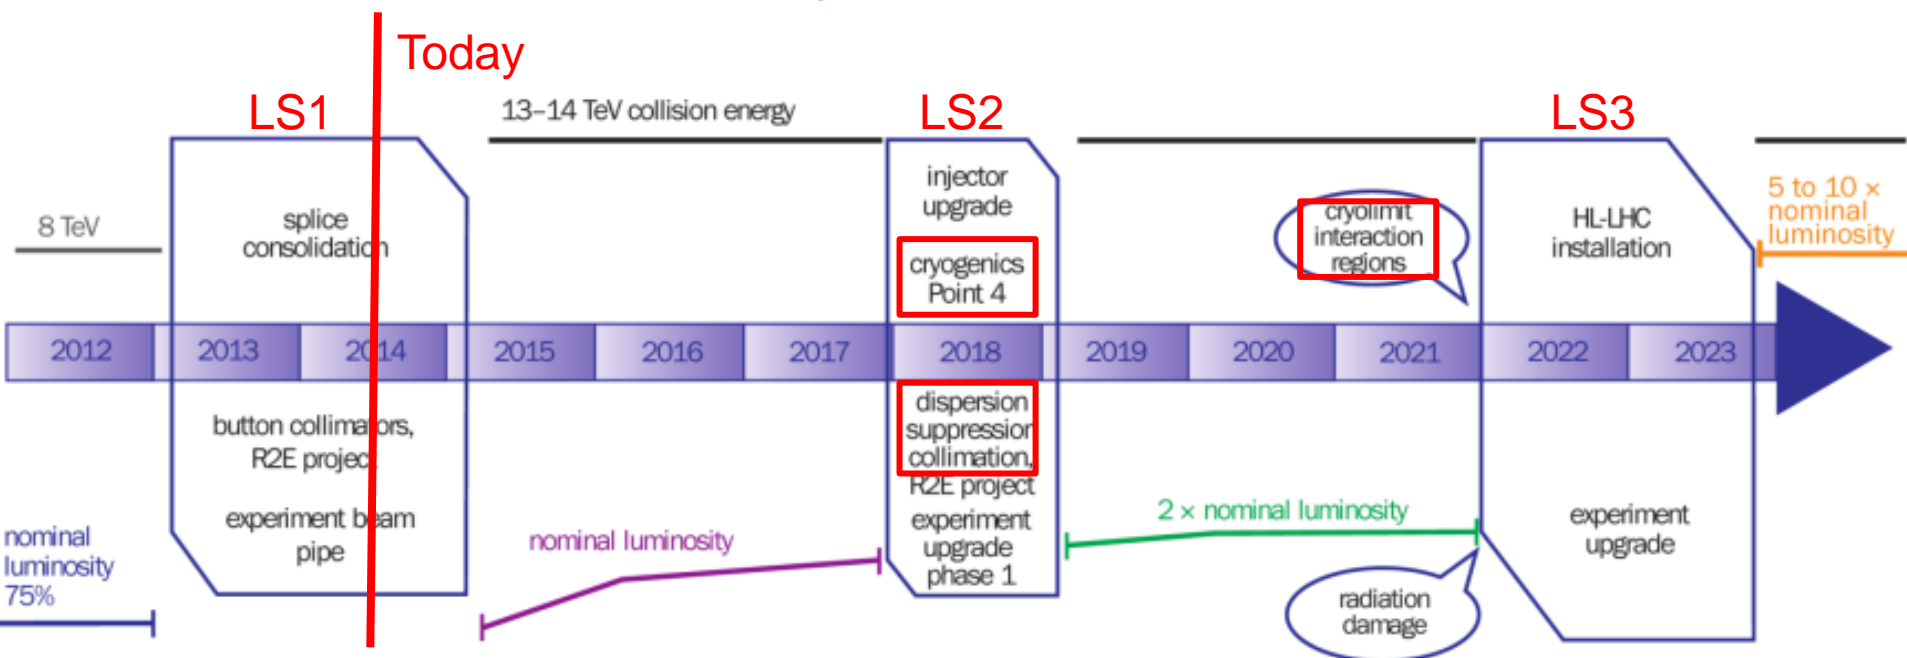 Today
LS1
13–14 TeV collision energy
LS2
LS3
8 TeV
splice
consolidation
injector
upgrade
cryogenics
Point 4
cryolimit
interaction
regions
HL-LHC
installation
5 to 10 ×
nominal
luminosity
2012
2013
2014
2015
2016
2017
2018
2019
2020
2021
2022
2023
button collimators,
R2E project
experiment beam
pipe
dispersion
suppression
collimation,
R2E project
experiment
upgrade
phase 1
nominal
luminosity
75%
nominal luminosity
2 × nominal luminosity
radiation
damage
experiment
upgrade